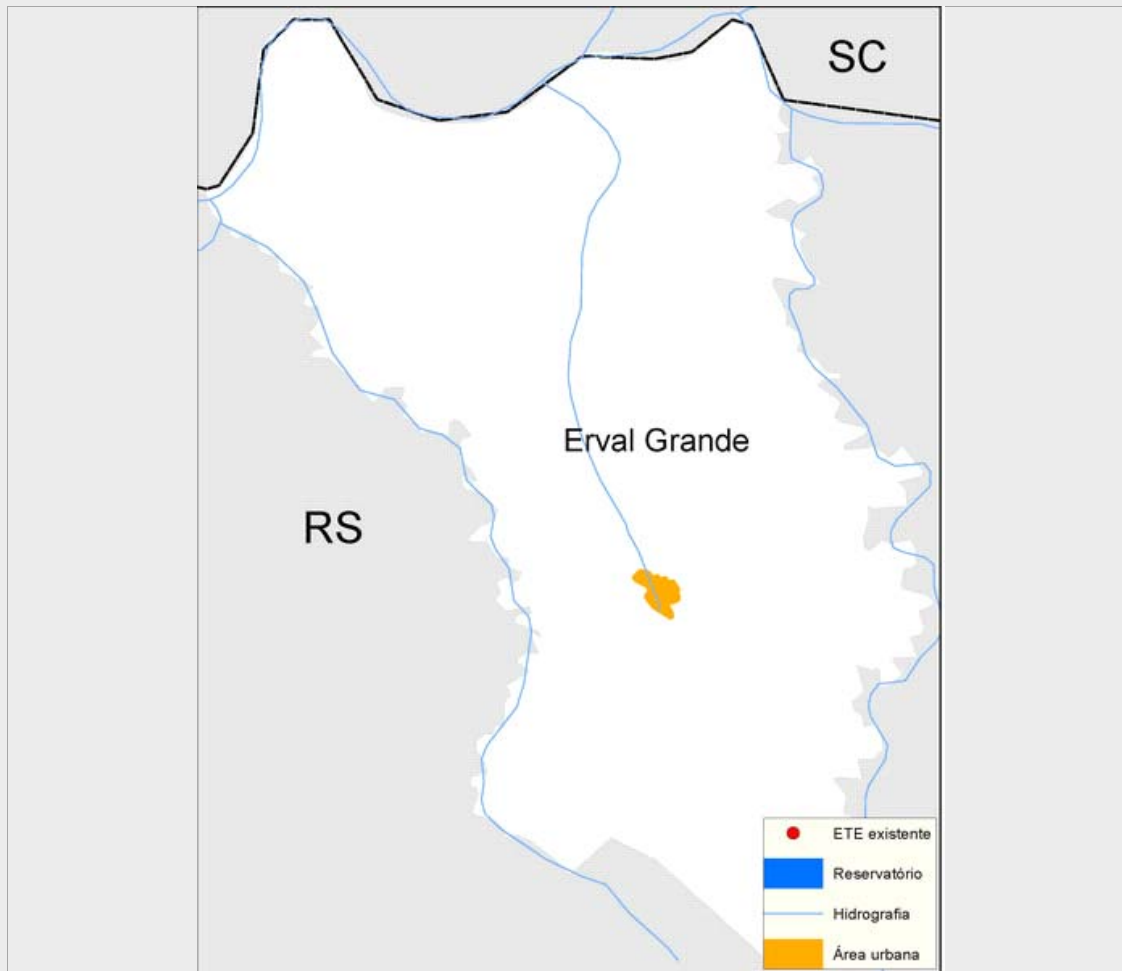 SC
Erval Grande
RS
ETE existente
Reservatório
Hidrografia
Área urbana